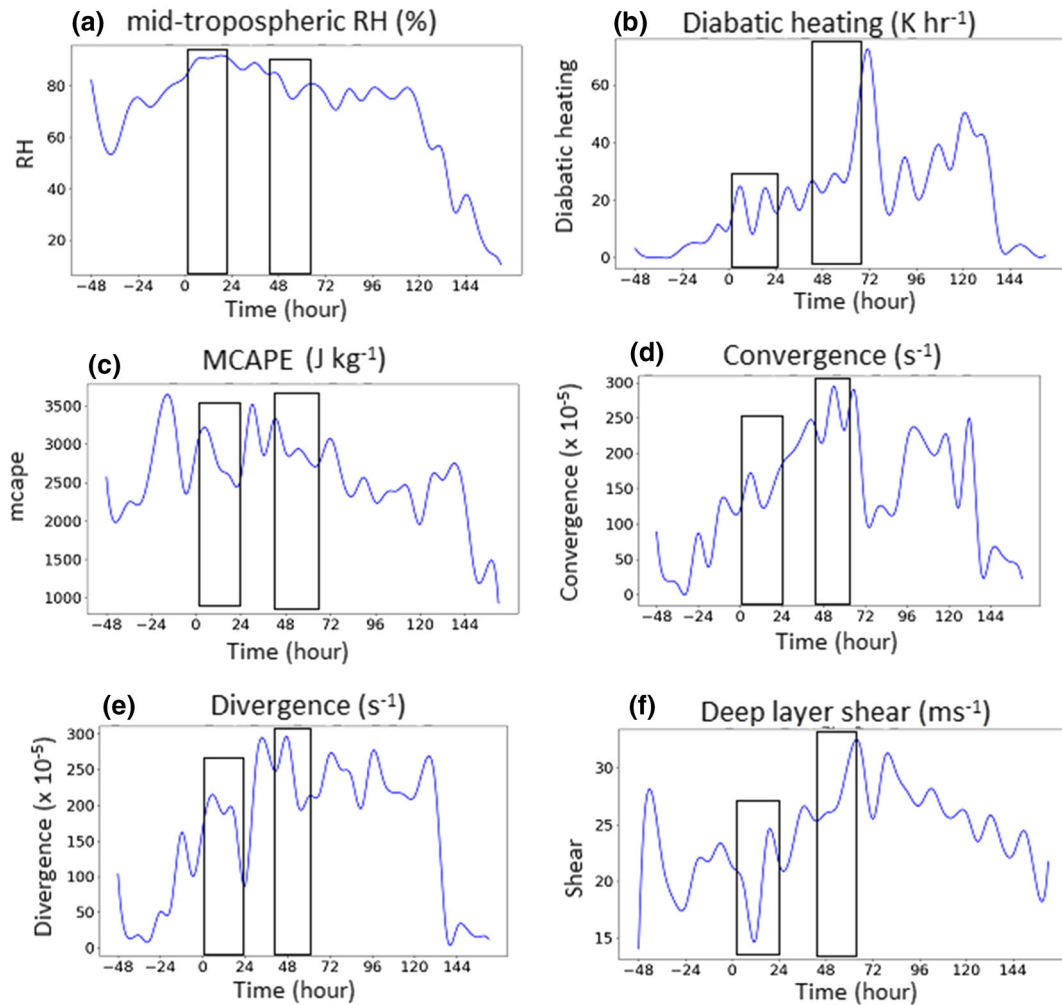 (a) mid-tropospheric RH (%)
RH
80
60
40
20
−48 −24 0 24 48 72 96 120 144
Time (hour)
(b) Diabatic heating (K hr⁻¹)
Diabatic heating
60
40
20
0
−48 −24 0 24 48 72 96 120 144
Time (hour)
(c) MCAPE (J kg⁻¹)
mcape
3500
3000
2500
2000
1500
1000
−48 −24 0 24 48 72 96 120 144
Time (hour)
(d) Convergence (s⁻¹)
Convergence (x 10⁻⁵)
300
250
200
150
100
50
0
−48 −24 0 24 48 72 96 120 144
Time (hour)
(e) Divergence (s⁻¹)
Divergence (x 10⁻⁵)
300
250
200
150
100
50
0
−48 −24 0 24 48 72 96 120 144
Time (hour)
(f) Deep layer shear (ms⁻¹)
Shear
30
25
20
15
−48 −24 0 24 48 72 96 120 144
Time (hour)